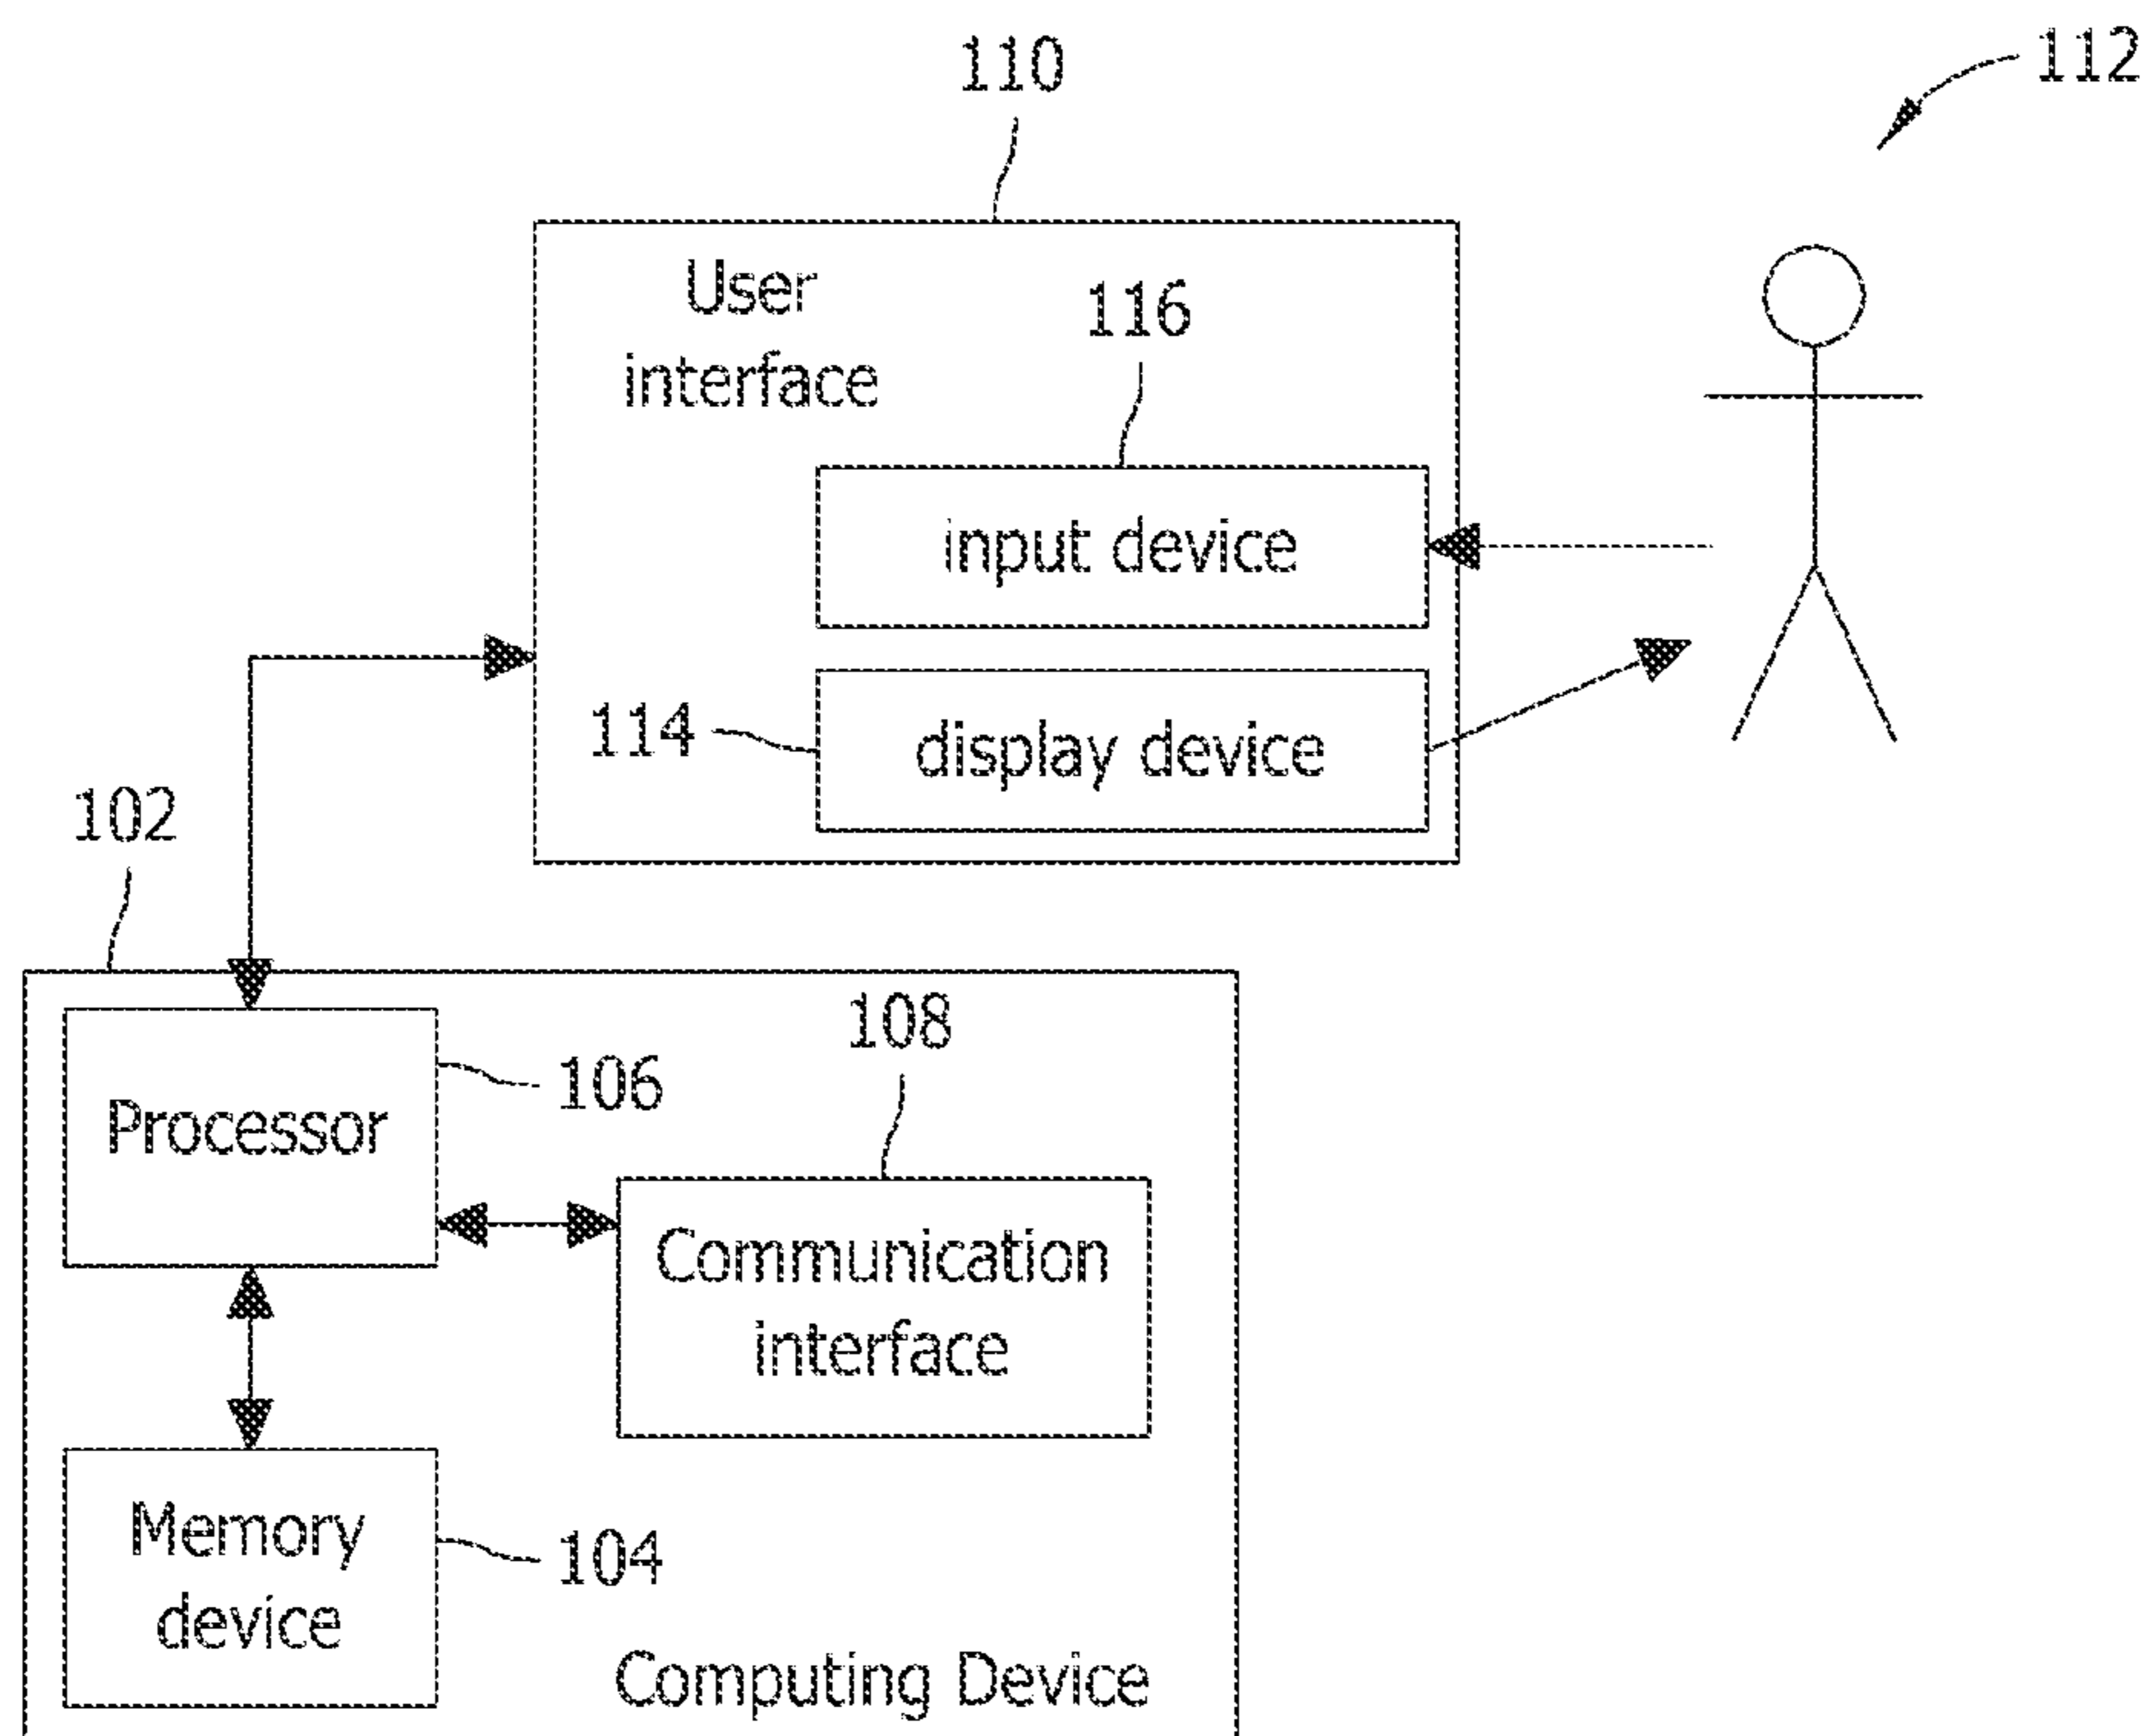 110
112
User
interface
116
input device
114
display device
102
108
106
Processor
Communication
interface
Memory
device
104
Computing Device